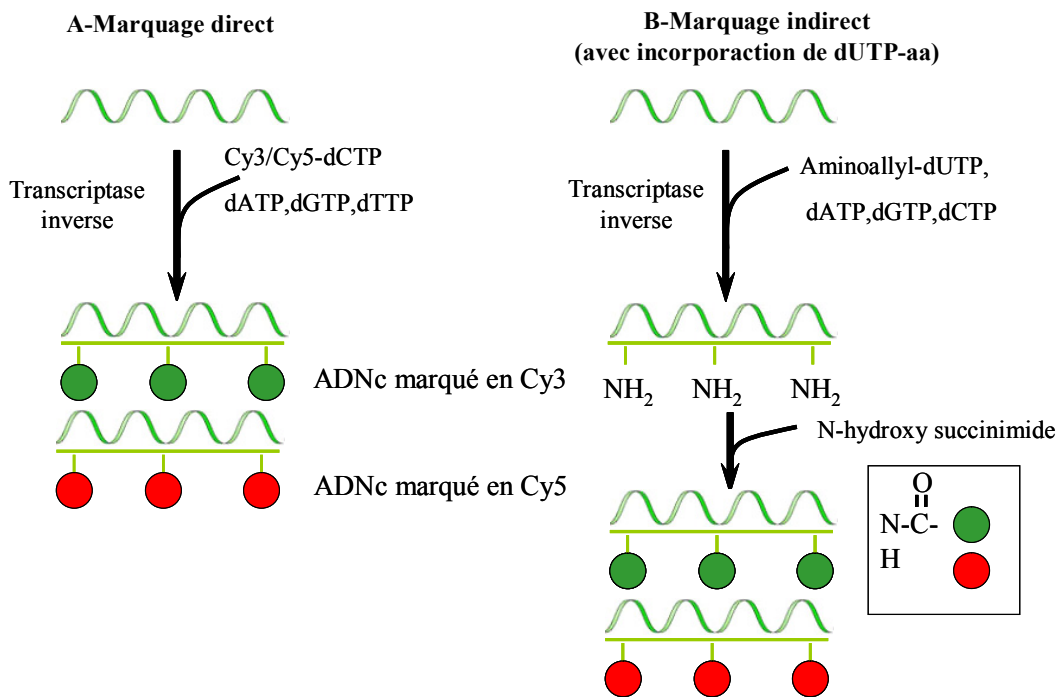 A-Marquage direct
Cy3/Cy5-dCTP
dATP,dGTP,dTTP
Transcriptase
inverse
ADNc marqué en Cy3
ADNc marqué en Cy5
B-Marquage indirect
(avec incorporaction de dUTP-aa)
Aminoallyl-dUTP,
dATP,dGTP,dCTP
Transcriptase
inverse
NH2 NH2 NH2
N-hydroxy succinimide
O
N-C-
H